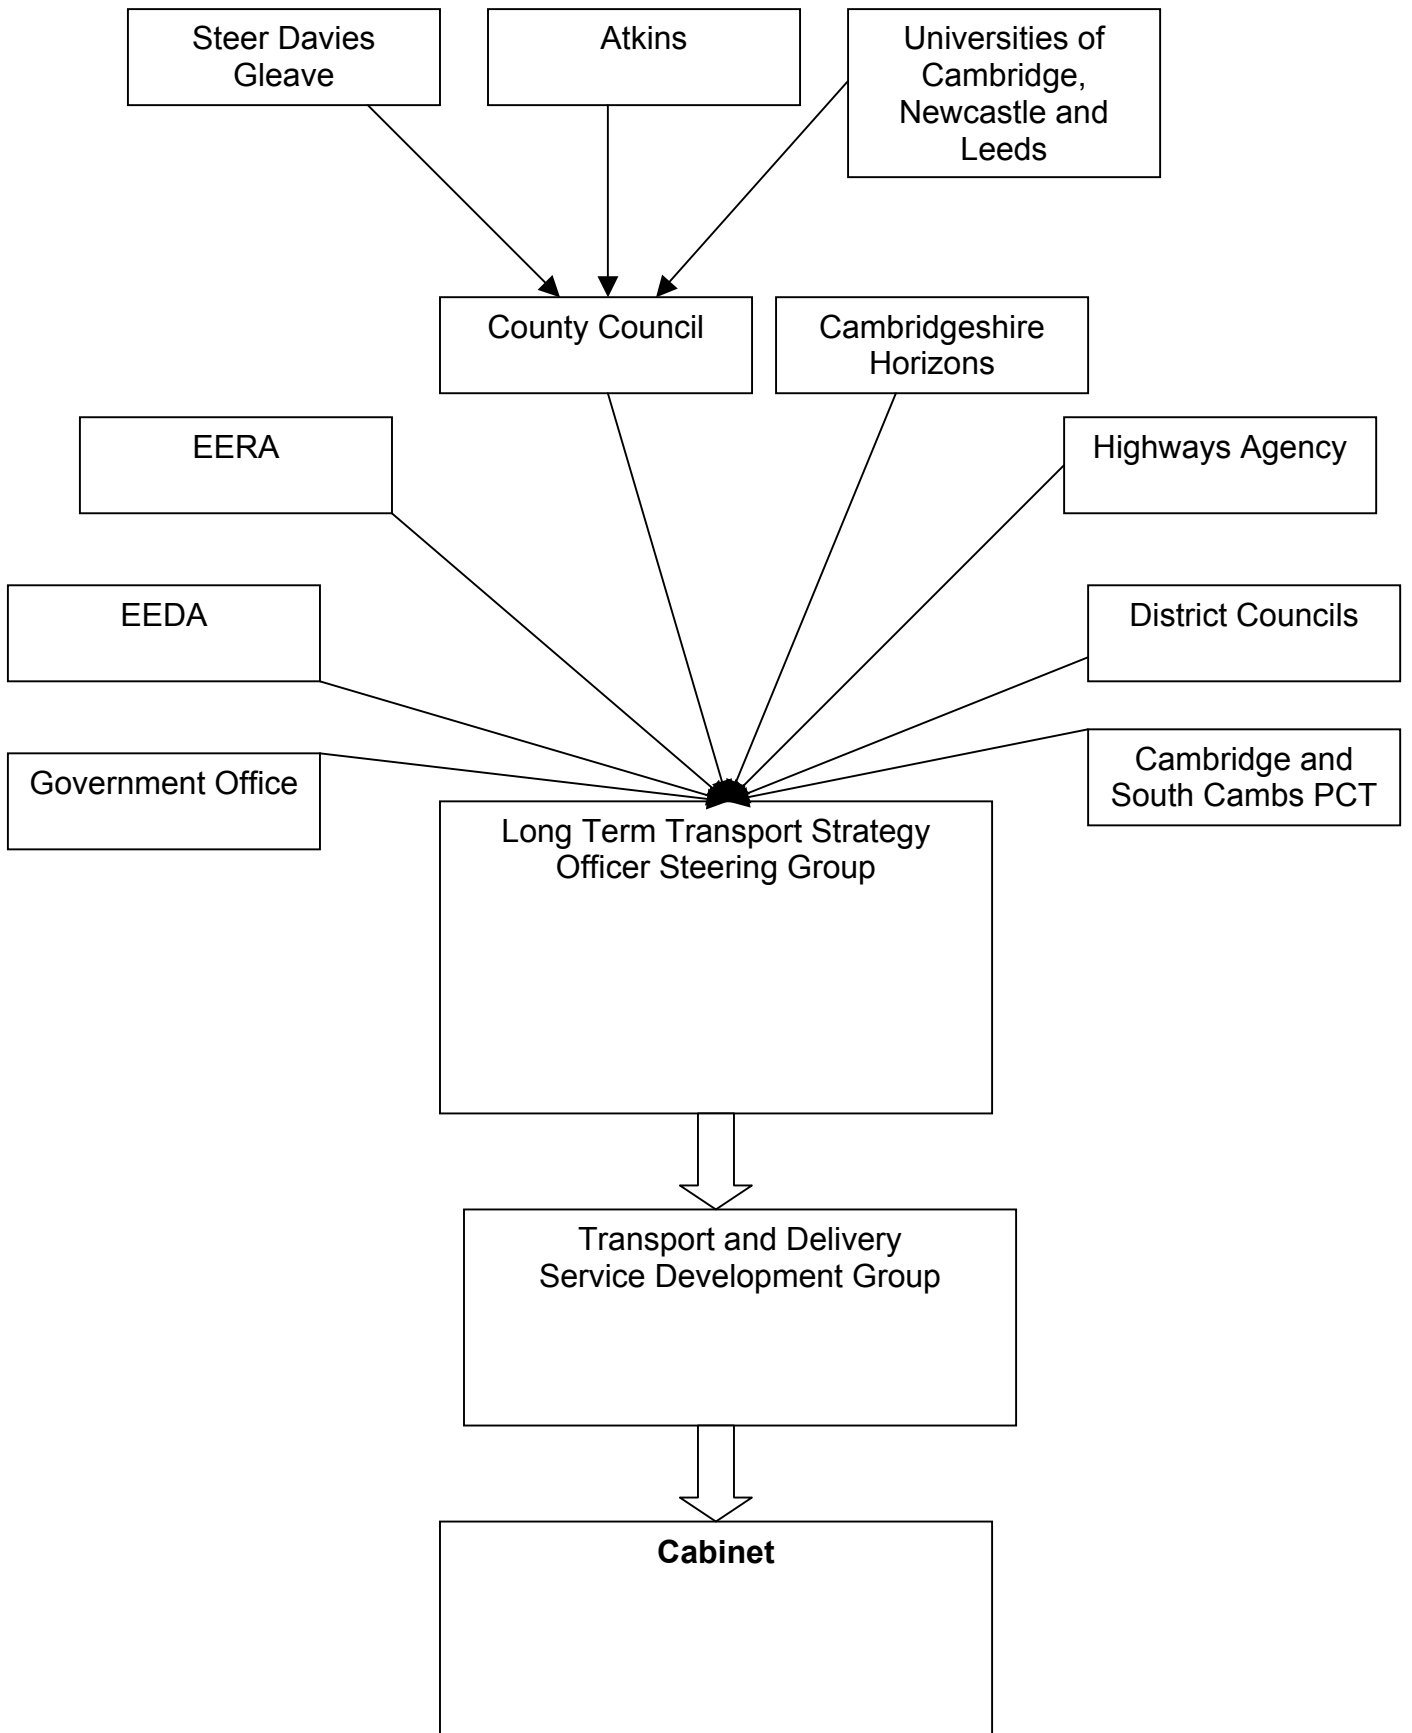 Steer Davies
Gleave
Atkins
Universities of
Cambridge,
Newcastle and
Leeds
County Council
Cambridgeshire
Horizons
EERA
Highways Agency
EEDA
District Councils
Government Office
Cambridge and
South Cambs PCT
Long Term Transport Strategy
Officer Steering Group
Transport and Delivery
Service Development Group
Cabinet